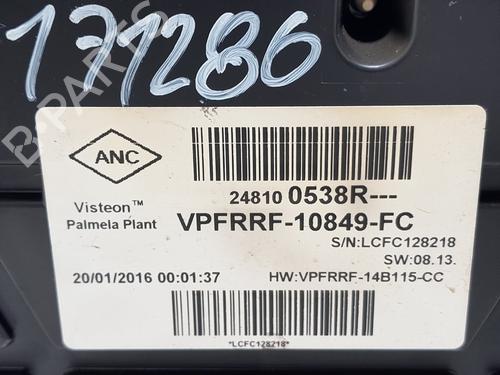 171286
ANC
24810 0538R---
Visteon™
Palmela Plant
VPFRRF-10849-FC
S/N:LCFC128218
SW:08.13.
20/01/2016 00:01:37
HW:VPFRRF-14B115-CC
*LCFC128218*
B-Parts